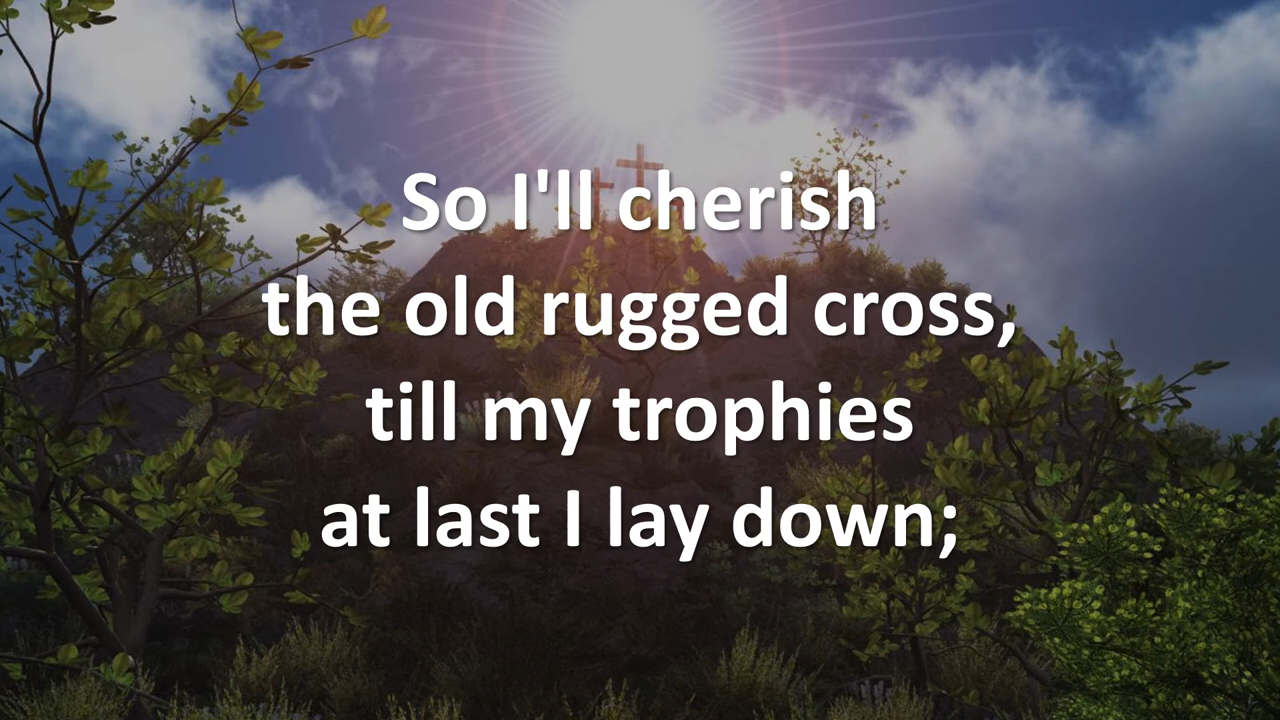 So I'll cherish
the old rugged cross,
till my trophies
at last I lay down;